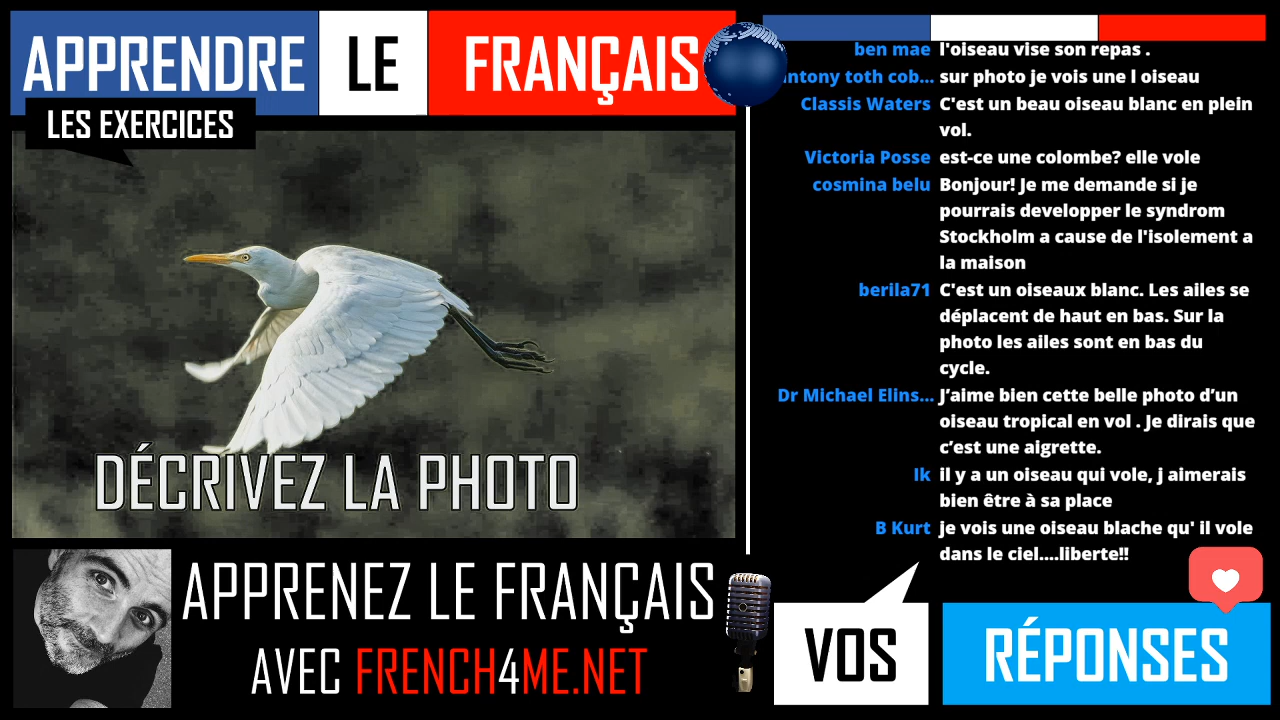 APPRENDRE LE FRANÇAIS
LES EXERCICES
DÉCRIVEZ LA PHOTO
APPRENEZ LE FRANÇAIS
AVEC FRENCH4ME.NET
ben mae l'oiseau vise son repas .
toth cob... sur photo je vois une l oiseau
Classis Waters C'est un beau oiseau blanc en plein
vol.
Victoria Posse est-ce une colombe? elle vole
cosmina belu Bonjour! Je me demande si je
pourrais developper le syndrom
Stockholm a cause de l'isolement a
la maison
berila71 C'est un oiseaux blanc. Les ailes se
déplacent de haut en bas. Sur la
photo les ailes sont en bas du
cycle.
Dr Michael Elins... J’aime bien cette belle photo d’un
oiseau tropical en vol . Je dirais que
c’est une aigrette.
il y a un oiseau qui vole, j aimerais
bien être à sa place
B Kurt je vois une oiseau blache qu' il vole
dans le ciel....liberte!!
VOS RÉPONSES